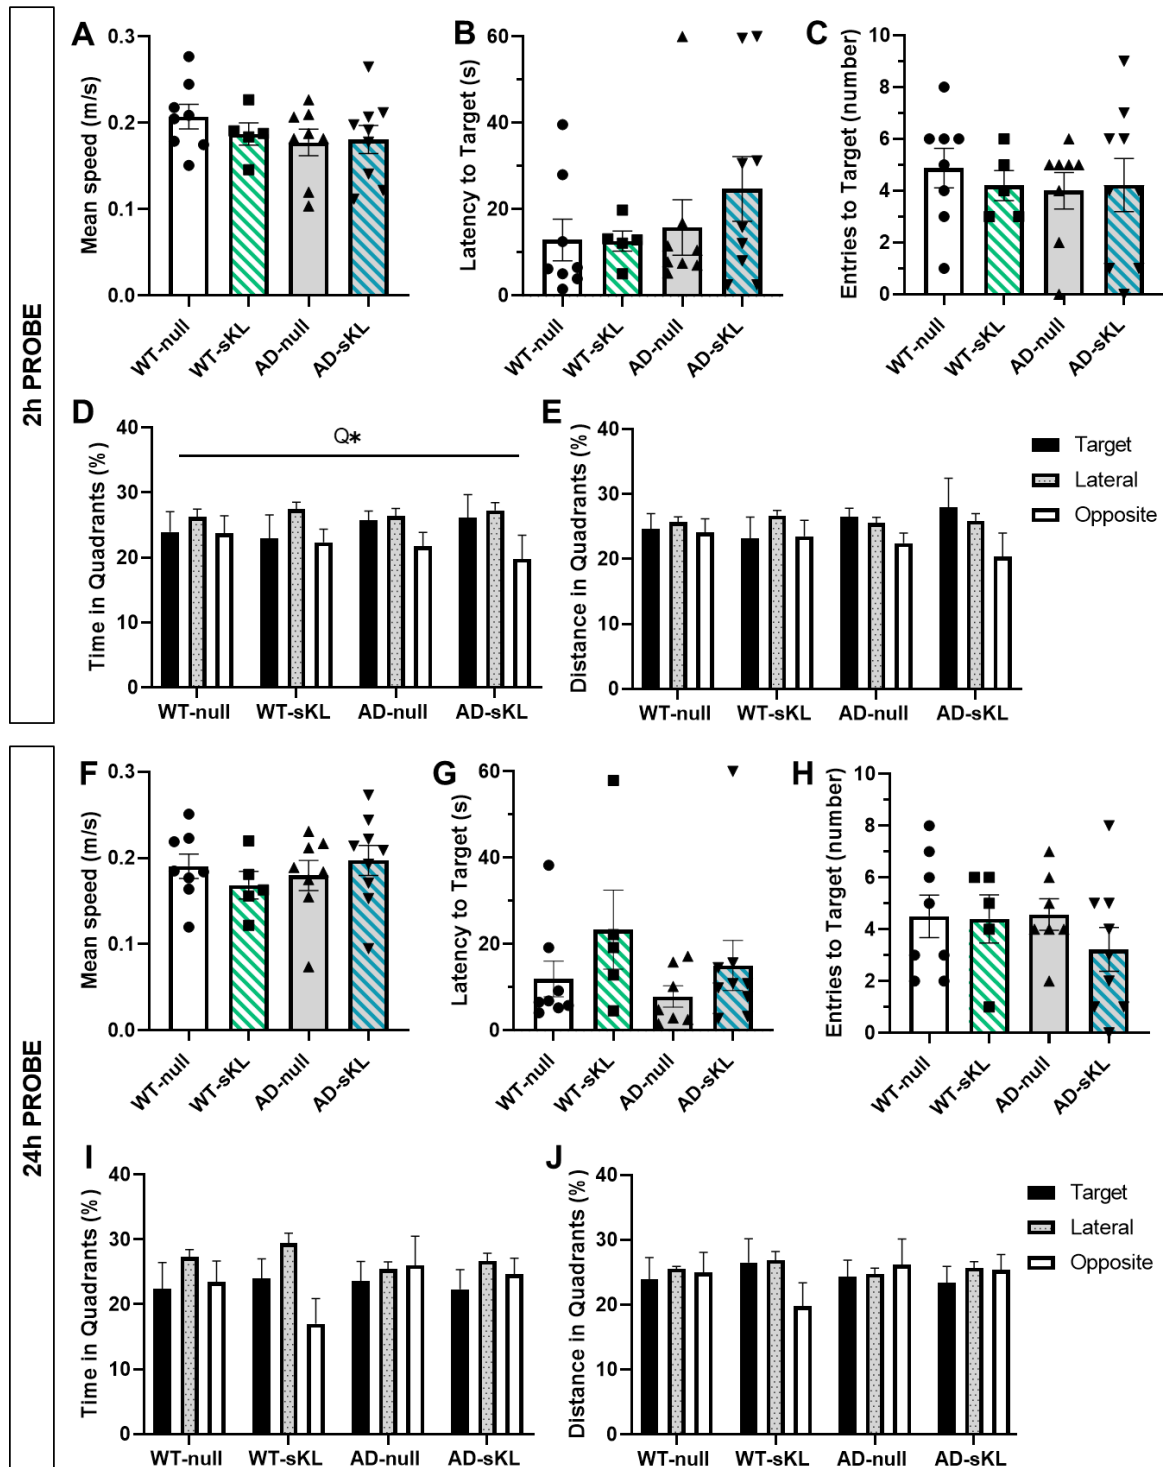 2h PROBE
A
Mean speed (m/s)
0.3
0.2
0.1
0.0
WT-null
WT-sKL
AD-null
AD-sKL
B
Latency to Target (s)
60
40
20
0
WT-null
WT-sKL
AD-null
AD-sKL
C
Entries to Target (number)
10
8
6
4
2
0
WT-null
WT-sKL
AD-null
AD-sKL
D
Time in Quadrants (%)
40
30
20
10
0
Q*
WT-null
WT-sKL
AD-null
AD-sKL
E
Distance in Quadrants (%)
40
30
20
10
0
WT-null
WT-sKL
AD-null
AD-sKL
Target
Lateral
Opposite
24h PROBE
F
Mean speed (m/s)
0.3
0.2
0.1
0.0
WT-null
WT-sKL
AD-null
AD-sKL
G
Latency to Target (s)
60
40
20
0
WT-null
WT-sKL
AD-null
AD-sKL
H
Entries to Target (number)
10
8
6
4
2
0
WT-null
WT-sKL
AD-null
AD-sKL
I
Time in Quadrants (%)
40
30
20
10
0
WT-null
WT-sKL
AD-null
AD-sKL
J
Distance in Quadrants (%)
40
30
20
10
0
WT-null
WT-sKL
AD-null
AD-sKL
Target
Lateral
Opposite